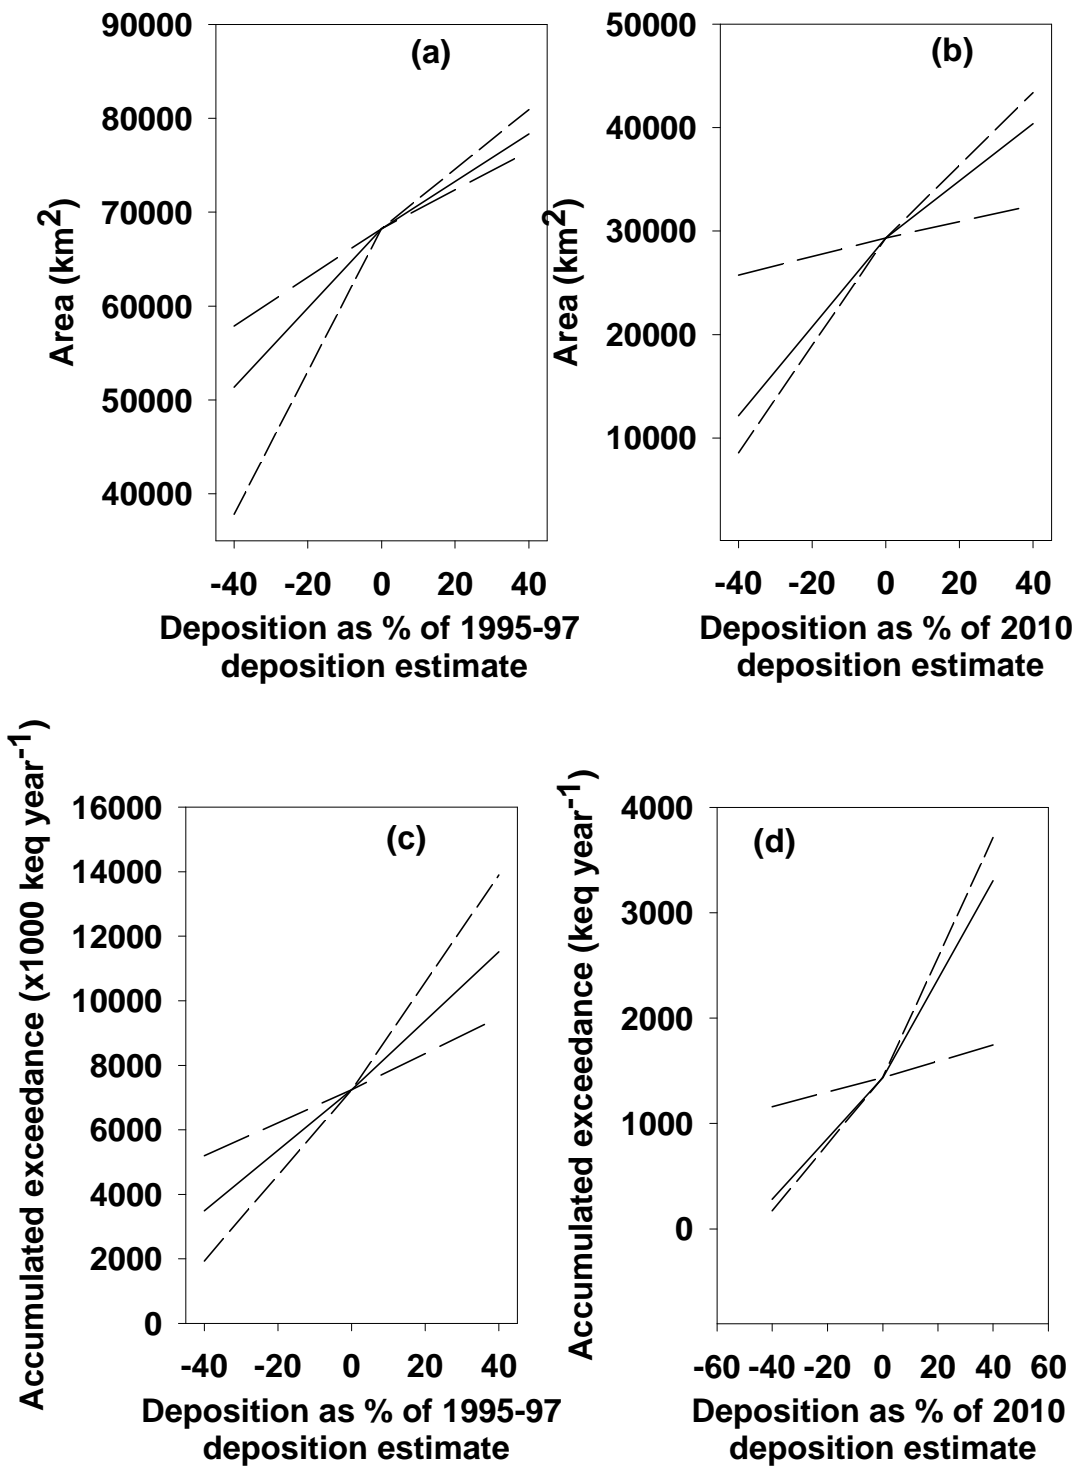 (a)
90000
80000
70000
60000
50000
40000
Area (km²)
-40 -20 0 20 40
Deposition as % of 1995-97
deposition estimate
(b)
50000
40000
30000
20000
10000
Area (km²)
-40 -20 0 20 40
Deposition as % of 2010
deposition estimate
(c)
16000
14000
12000
10000
8000
6000
4000
2000
0
Accumulated exceedance (x1000 keq year⁻¹)
-40 -20 0 20 40
Deposition as % of 1995-97
deposition estimate
(d)
4000
3000
2000
1000
0
Accumulated exceedance (keq year⁻¹)
-60 -40 -20 0 20 40 60
Deposition as % of 2010
deposition estimate